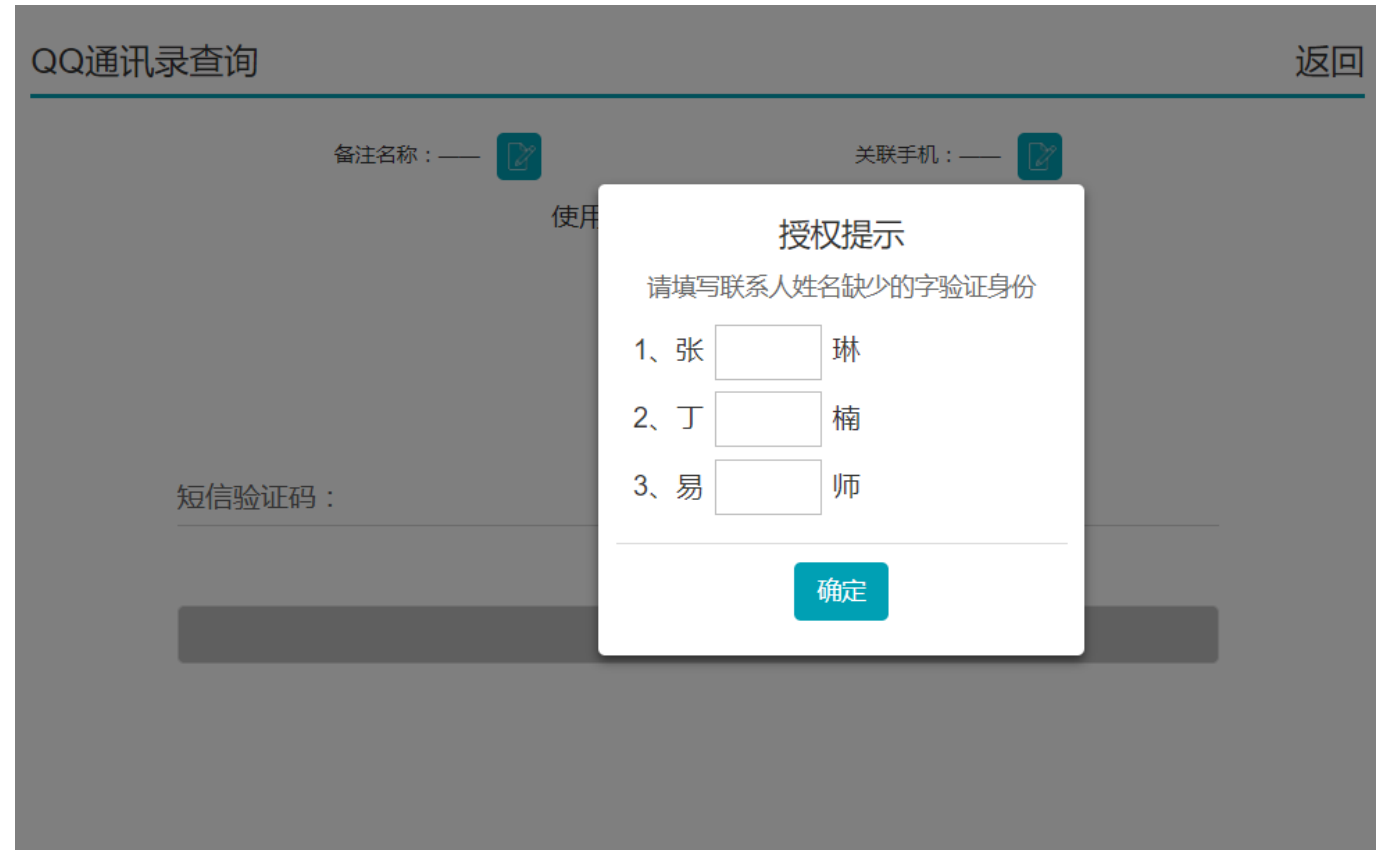 QQ通讯录查询 返回
备注名称：—— 关联手机：——
使用
授权提示
请填写联系人姓名缺少的字验证身份
1、张 琳
2、丁 楠
3、易 师
短信验证码：
确定